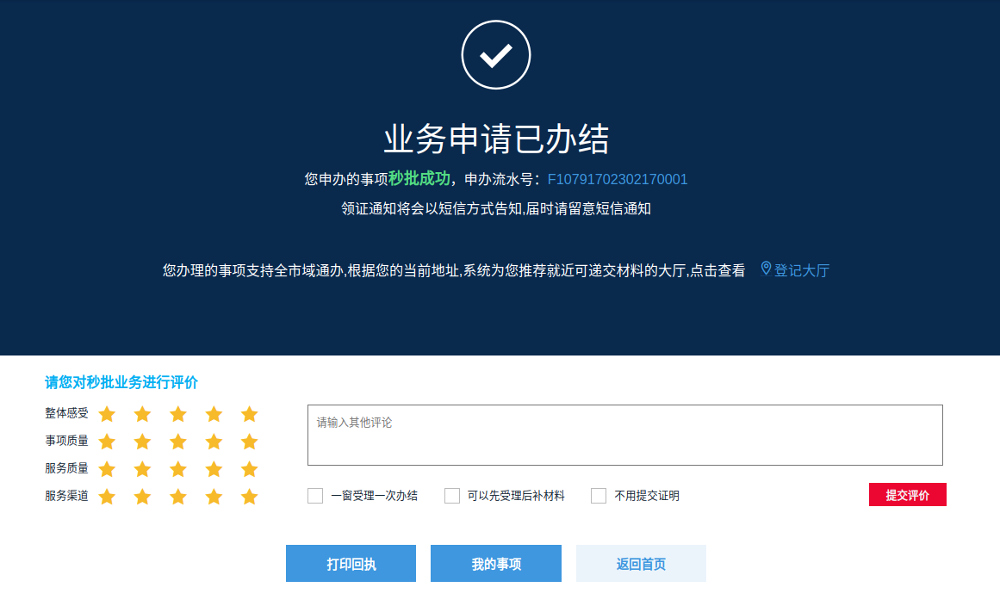 业务申请已办结
您申办的事项秒批成功，申办流水号：F10791702302170001
领证通知将会以短信方式告知,届时请留意短信通知
您办理的事项支持全市域通办,根据您的当前地址,系统为您推荐就近可递交材料的大厅,点击查看 登记大厅
请您对秒批业务进行评价
整体感受
事项质量
服务质量
服务渠道
请输入其他评论
一窗受理一次办结 可以先受理后补材料 不用提交证明 提交评价
打印回执 我的事项 返回首页